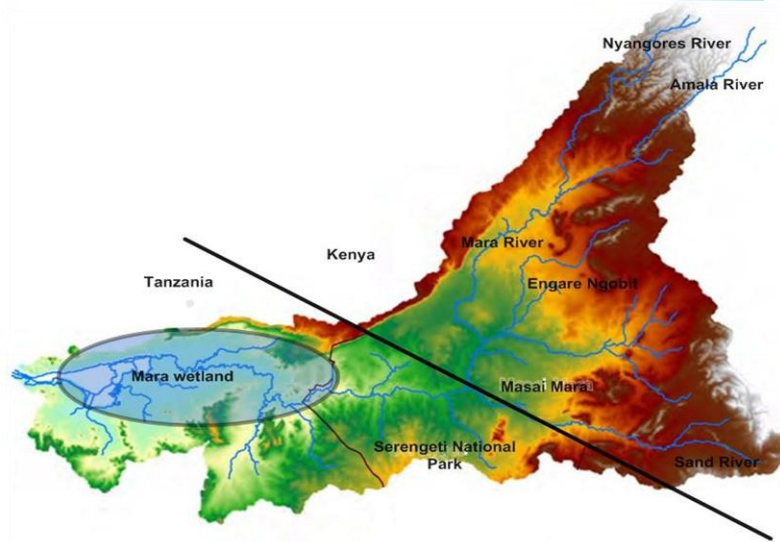 Nyangores River
Amala River
Mara River
Kenya
Tanzania
Engare Ngobit
Mara wetland
Masai Mara
Serengeti National
Park
Sand River